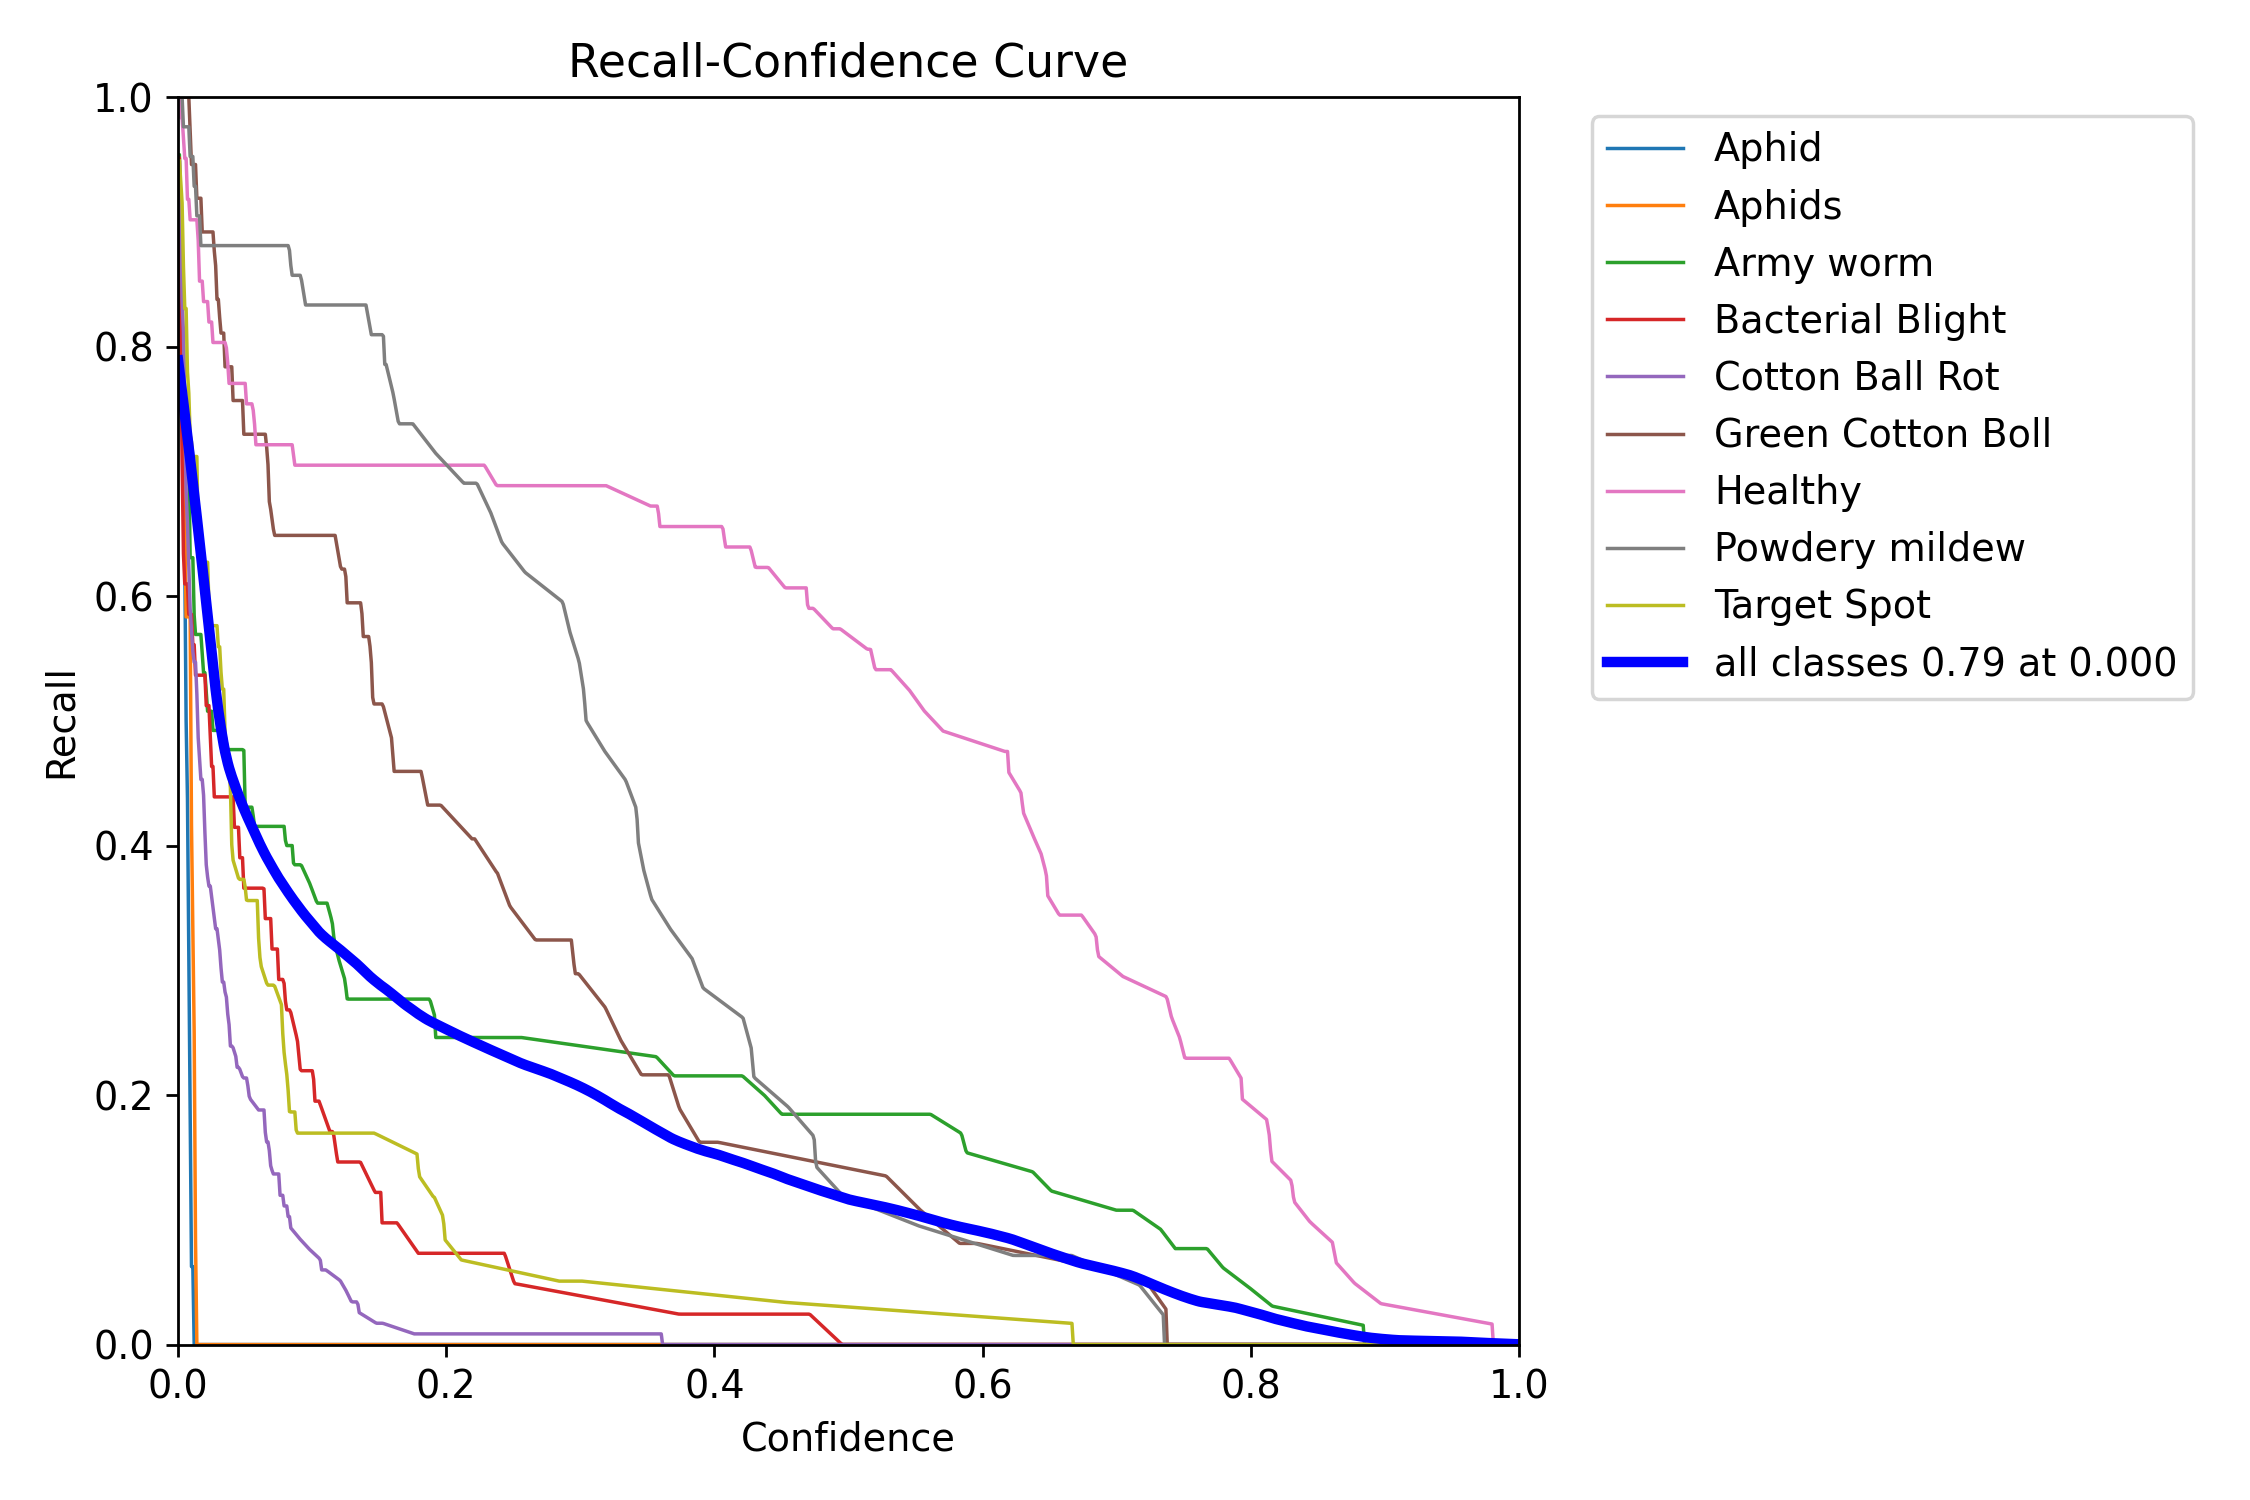 Recall-Confidence Curve
1.0
0.8
0.6
0.4
0.2
0.0
Recall
0.0 0.2 0.4 0.6 0.8 1.0
Confidence
Aphid
Aphids
Army worm
Bacterial Blight
Cotton Ball Rot
Green Cotton Boll
Healthy
Powdery mildew
Target Spot
all classes 0.79 at 0.000